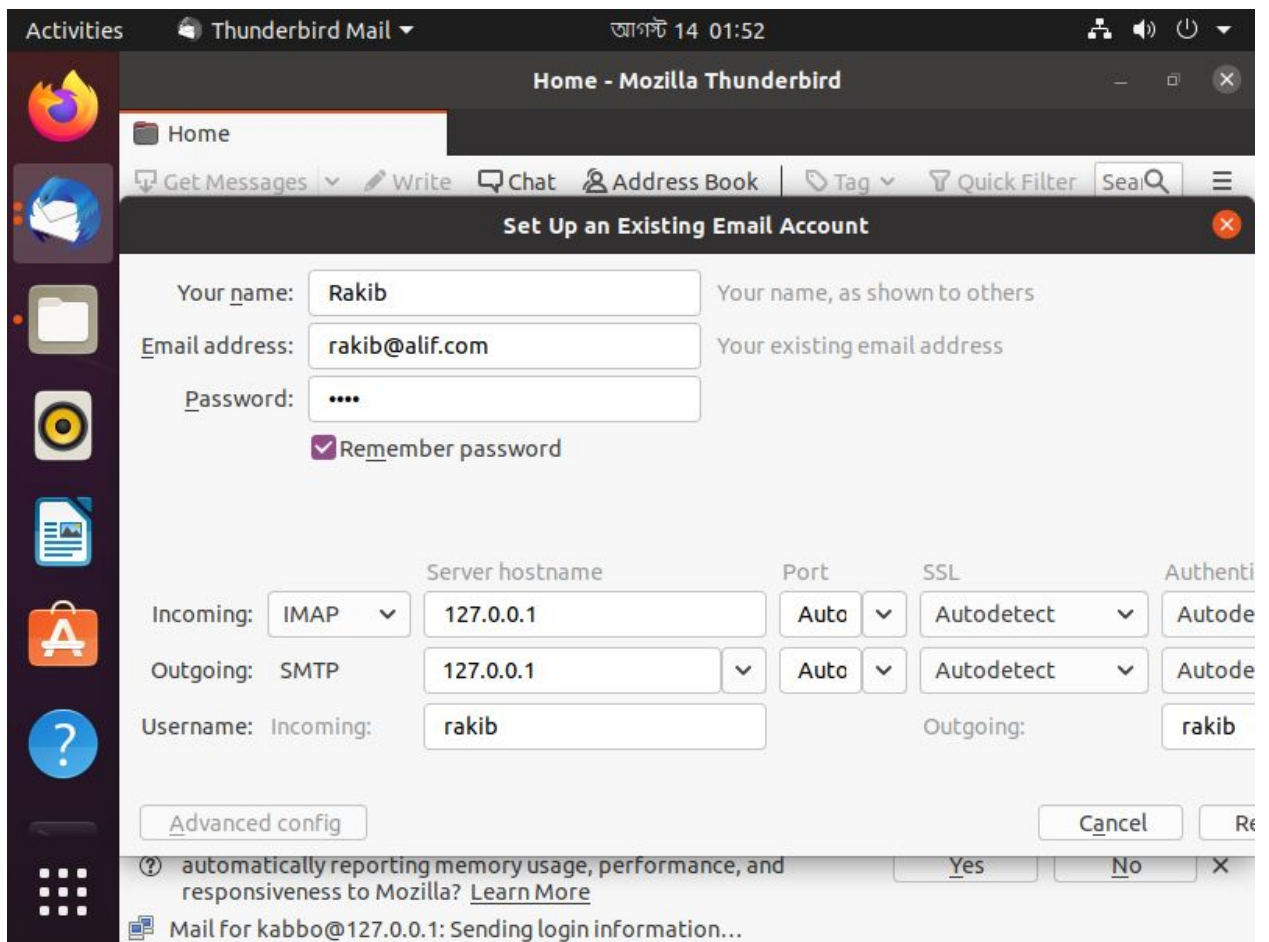 Activities Thunderbird Mail আগস্ট 14 01:52
Home - Mozilla Thunderbird
Home
Get Messages Write Chat Address Book Tag Quick Filter Sear
Set Up an Existing Email Account
Your name: Rakib Your name, as shown to others
Email address: rakib@alif.com Your existing email address
Password: ••••
Remember password
Server hostname Port SSL Authenti
Incoming: IMAP 127.0.0.1 Auto Autodetect Autode
Outgoing: SMTP 127.0.0.1 Auto Autodetect Autode
Username: Incoming: rakib Outgoing: rakib
Advanced config Cancel Re
automatically reporting memory usage, performance, and Yes No
responsiveness to Mozilla? Learn More
Mail for kabbo@127.0.0.1: Sending login information...